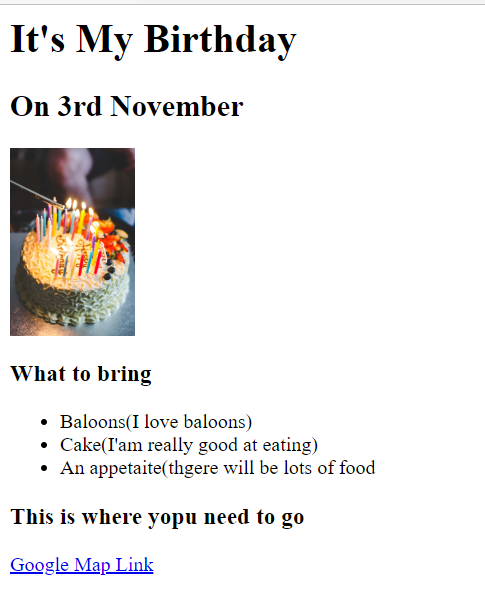 It's My Birthday
On 3rd November
What to bring
Baloons(I love baloons)
Cake(I'am really good at eating)
An appetaite(thgere will be lots of food
This is where yopu need to go
Google Map Link